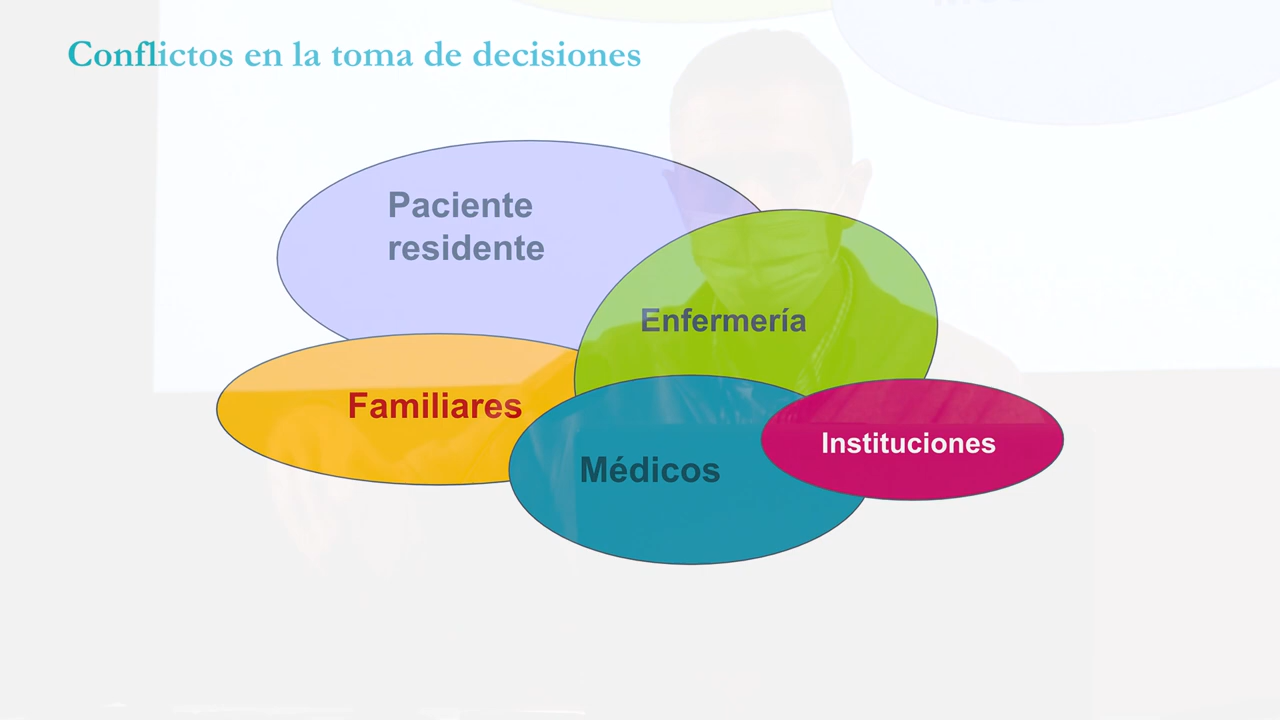 Conflictos en la toma de decisiones
Paciente
residente
Enfermería
Familiares
Instituciones
Médicos